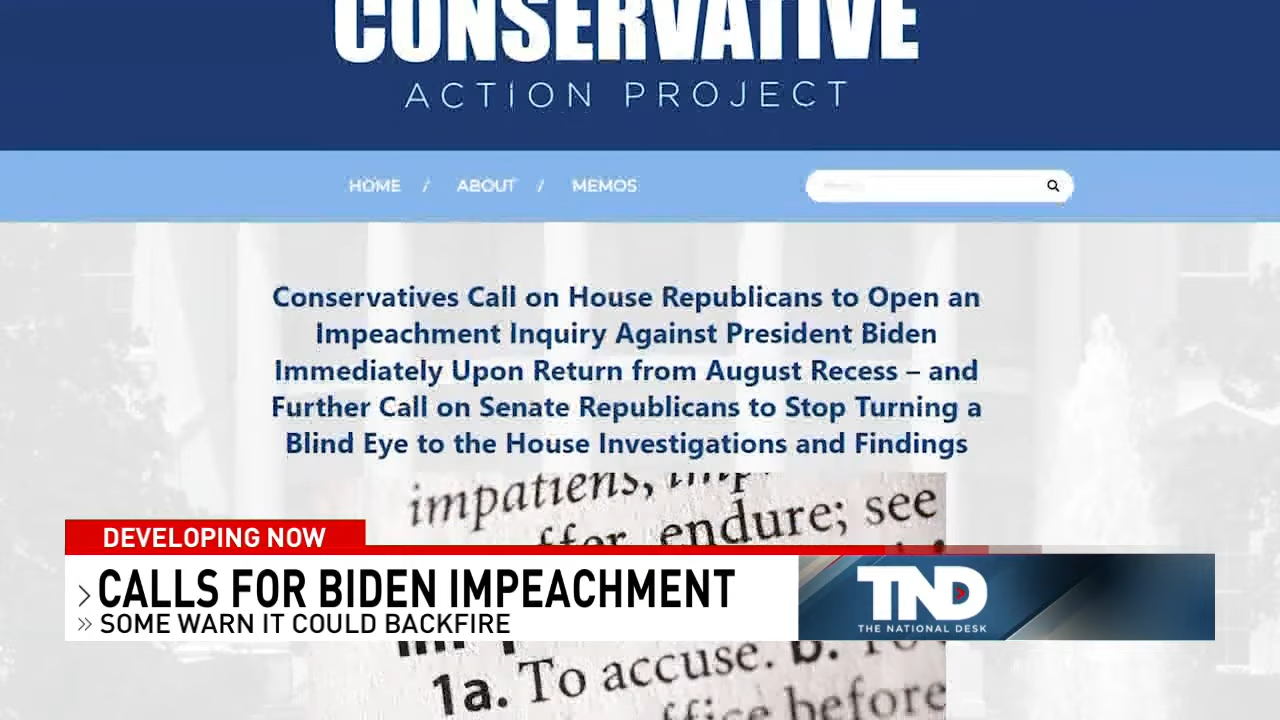 CONSERVATIVE
ACTION PROJECT
HOME / ABOUT / MEMOS
Conservatives Call on House Republicans to Open an
Impeachment Inquiry Against President Biden
Immediately Upon Return from August Recess – and
Further Call on Senate Republicans to Stop Turning a
Blind Eye to the House Investigations and Findings
impatiens,
endure; see
DEVELOPING NOW
CALLS FOR BIDEN IMPEACHMENT
SOME WARN IT COULD BACKFIRE
TND
THE NATIONAL DESK
1a. To accuse. b. To
office before